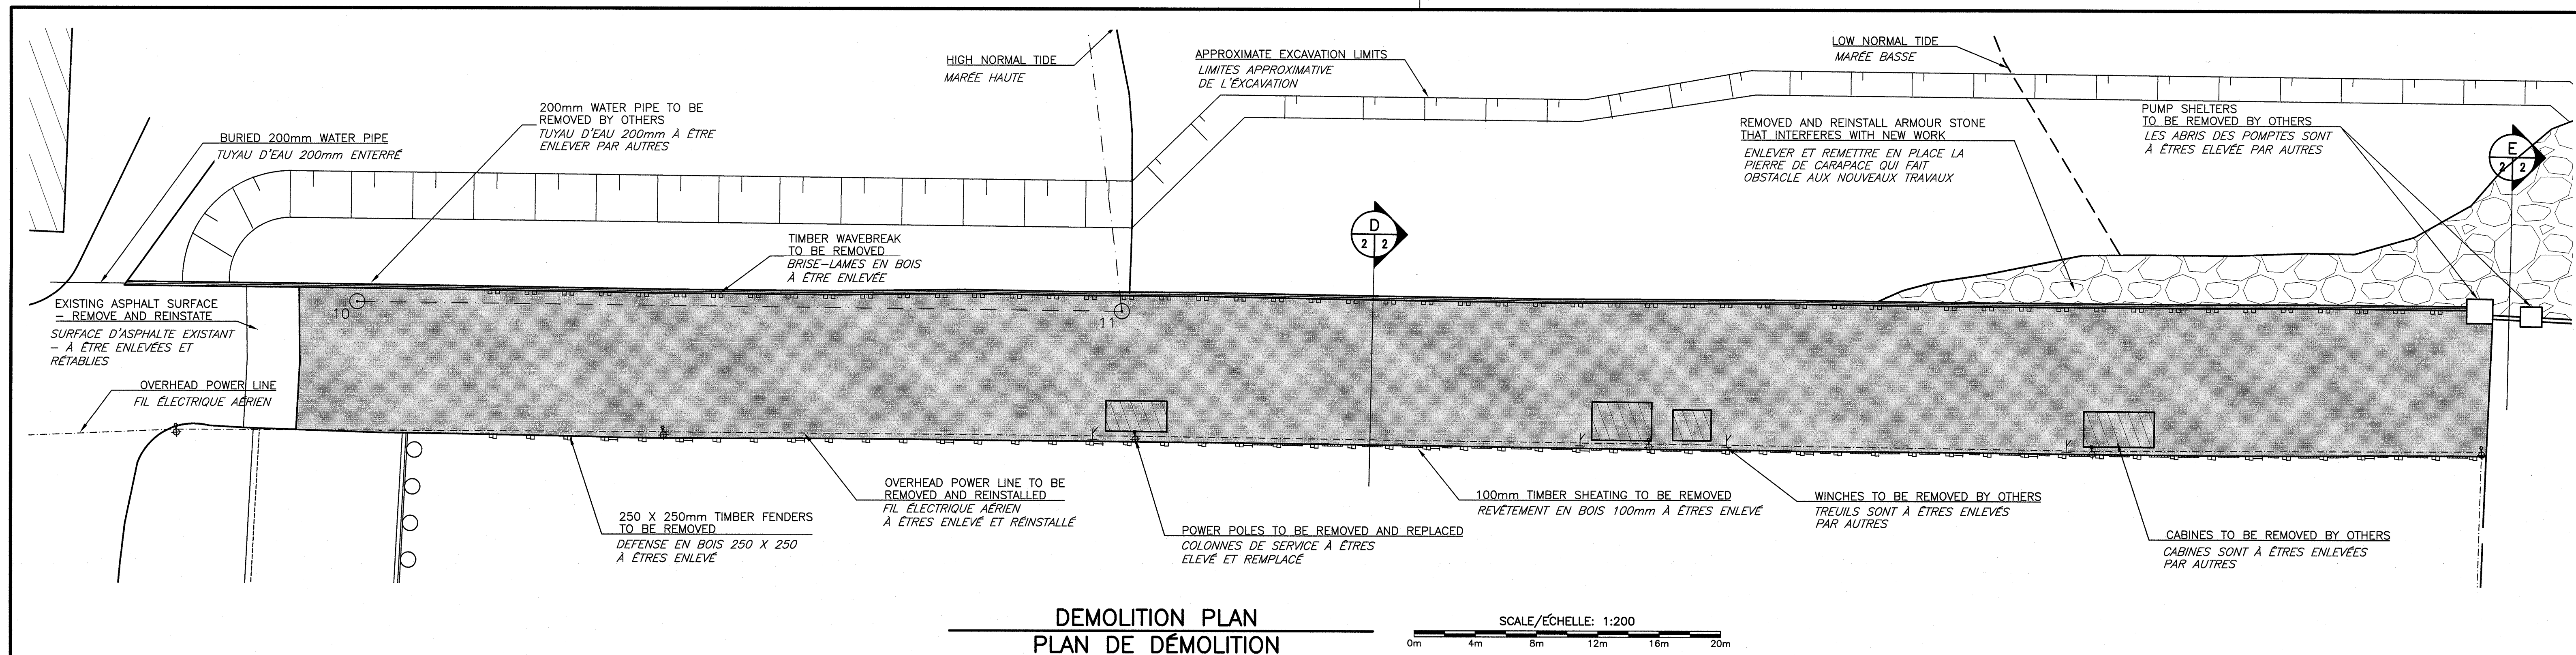 HIGH NORMAL TIDE
MARÉE HAUTE
APPROXIMATE EXCAVATION LIMITS
LIMITES APPROXIMATIVE
DE L'ÉXCAVATION
LOW NORMAL TIDE
MARÉE BASSE
200mm WATER PIPE TO BE
REMOVED BY OTHERS
TUYAU D'EAU 200mm À ÊTRE
ENLEVER PAR AUTRES
BURIED 200mm WATER PIPE
TUYAU D'EAU 200mm ENTERRÉ
REMOVED AND REINSTALL ARMOUR STONE
THAT INTERFERES WITH NEW WORK
ENLEVER ET REMETTRE EN PLACE LA
PIERRE DE CARAPACE QUI FAIT
OBSTACLE AUX NOUVEAUX TRAVAUX
PUMP SHELTERS
TO BE REMOVED BY OTHERS
LES ABRIS DES POMPTES SONT
À ÊTRES ELEVÉE PAR AUTRES
E
2 2
D
2 2
TIMBER WAVEBREAK
TO BE REMOVED
BRISE-LAMES EN BOIS
À ÊTRE ENLEVÉE
EXISTING ASPHALT SURFACE
- REMOVE AND REINSTATE
SURFACE D'ASPHALTE EXISTANT
- À ÊTRE ENLEVÉES ET
RÉTABLIES
10
11
OVERHEAD POWER LINE
FIL ÉLECTRIQUE AÉRIEN
250 X 250mm TIMBER FENDERS
TO BE REMOVED
DEFENSE EN BOIS 250 X 250
À ÊTRES ENLEVÉ
OVERHEAD POWER LINE TO BE
REMOVED AND REINSTALLED
FIL ÉLECTRIQUE AÉRIEN
À ÊTRES ENLEVÉ ET RÉINSTALLÉ
POWER POLES TO BE REMOVED AND REPLACED
COLONNES DE SERVICE À ÊTRES
ELEVÉ ET REMPLACÉ
100mm TIMBER SHEATING TO BE REMOVED
REVÊTEMENT EN BOIS 100mm À ÊTRES ENLEVÉ
WINCHES TO BE REMOVED BY OTHERS
TREUILS SONT À ÊTRES ENLEVÉS
PAR AUTRES
CABINES TO BE REMOVED BY OTHERS
CABINES SONT À ÊTRES ENLEVÉES
PAR AUTRES
DEMOLITION PLAN
PLAN DE DÉMOLITION
SCALE/ÉCHELLE: 1:200
0m 4m 8m 12m 16m 20m